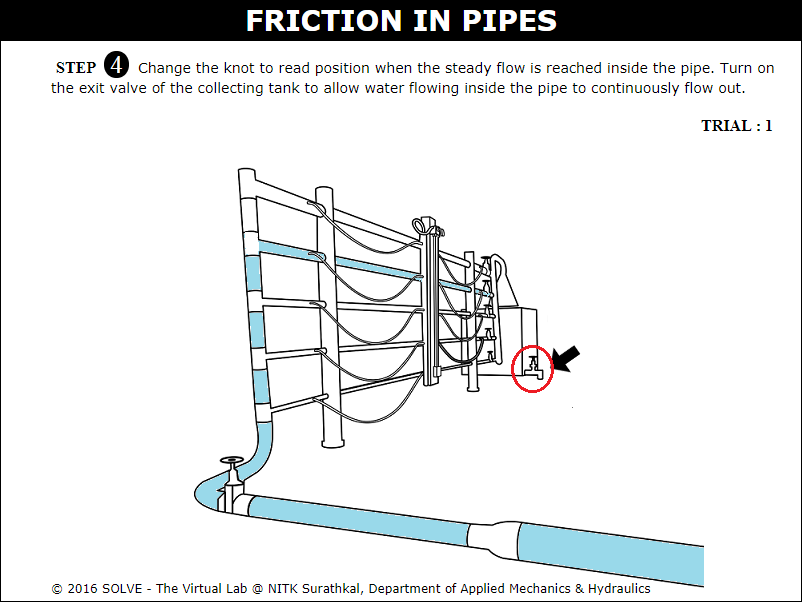 FRICTION IN PIPES
STEP 4 Change the knot to read position when the steady flow is reached inside the pipe. Turn on
the exit valve of the collecting tank to allow water flowing inside the pipe to continuously flow out.
TRIAL : 1
© 2016 SOLVE - The Virtual Lab @ NITK Surathkal, Department of Applied Mechanics & Hydraulics